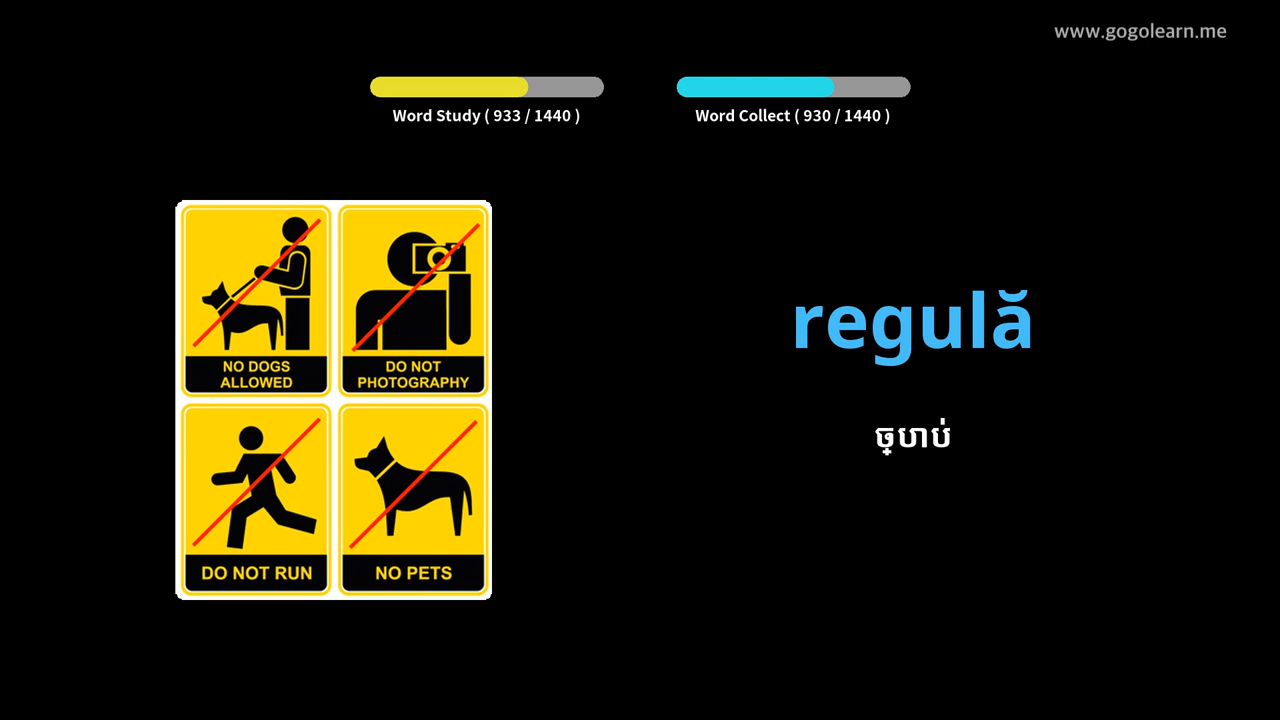 www.gogolearn.me
Word Study ( 933 / 1440 )
Word Collect ( 930 / 1440 )
NO DOGS
ALLOWED
DO NOT
PHOTOGRAPHY
DO NOT RUN
NO PETS
regulă
ច្បាប់